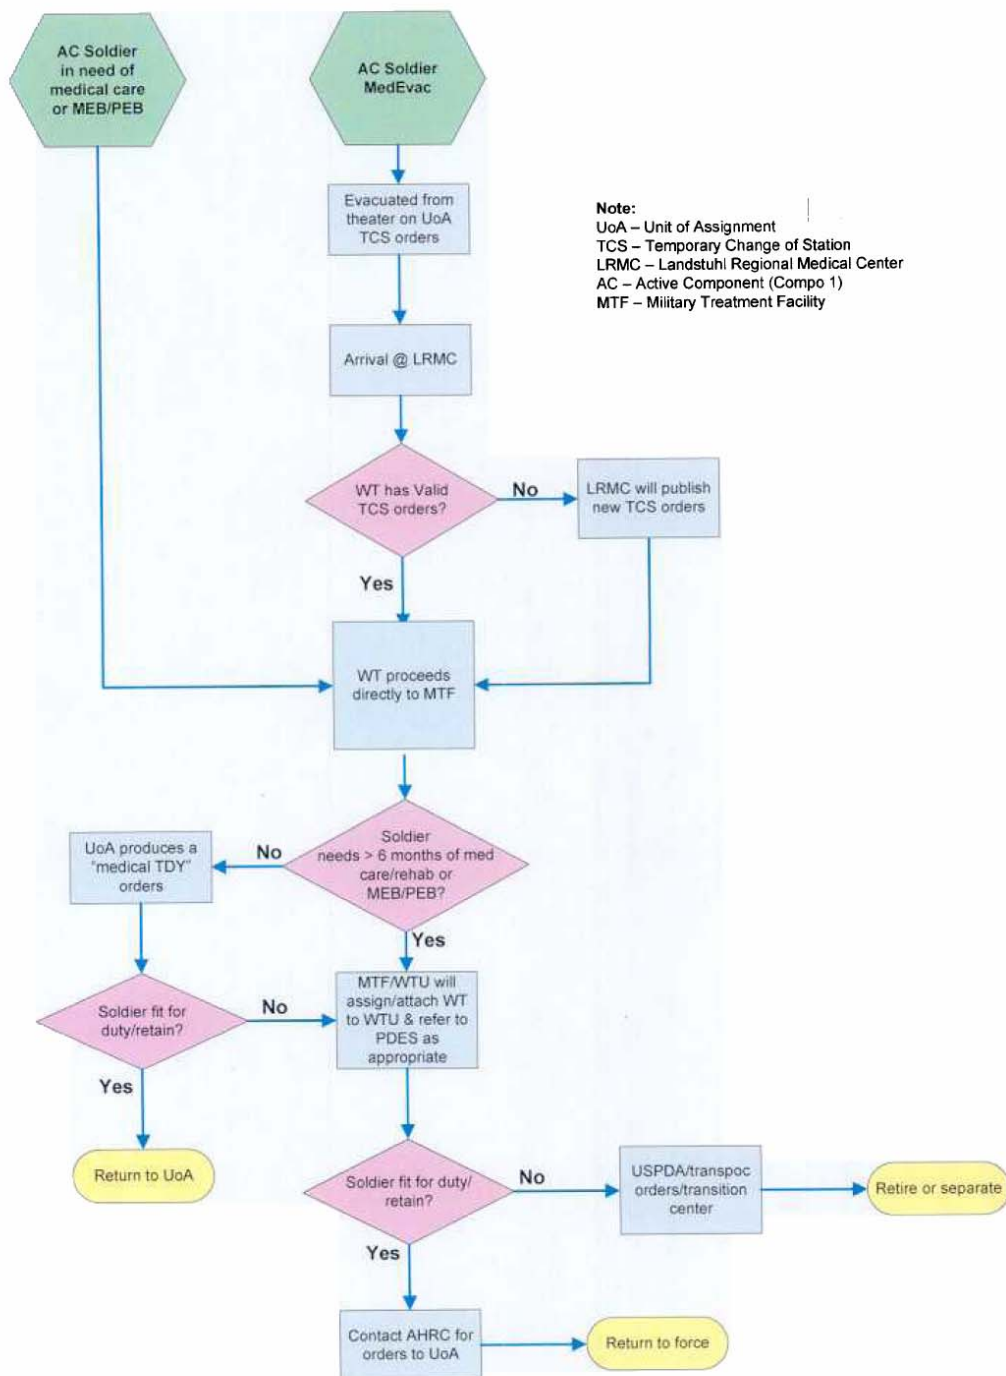 AC Soldier
in need of
medical care
or MEB/PEB
AC Soldier
MedEvac
Evacuated from
theater on UoA
TCS orders
Note:
UoA – Unit of Assignment
TCS – Temporary Change of Station
LRMC – Landstuhl Regional Medical Center
AC – Active Component (Compo 1)
MTF – Military Treatment Facility
Arrival @ LRMC
WT has Valid
TCS orders?
No
LRMC will publish
new TCS orders
Yes
WT proceeds
directly to MTF
Soldier
needs > 6 months of med
care/rehab or
MEB/PEB?
No
UoA produces a
"medical TDY"
orders
Yes
Soldier fit for
duty/retain?
No
MTF/WTU will
assign/attach WT
to WTU & refer to
PDES as
appropriate
Yes
Return to UoA
Soldier fit for duty/
retain?
No
USPDA/transpoc
orders/transition
center
Retire or separate
Yes
Contact AHRC for
orders to UoA
Return to force